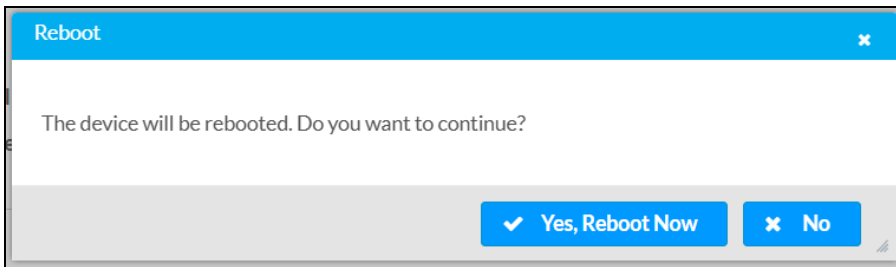 Reboot
The device will be rebooted. Do you want to continue?
Yes, Reboot Now
No